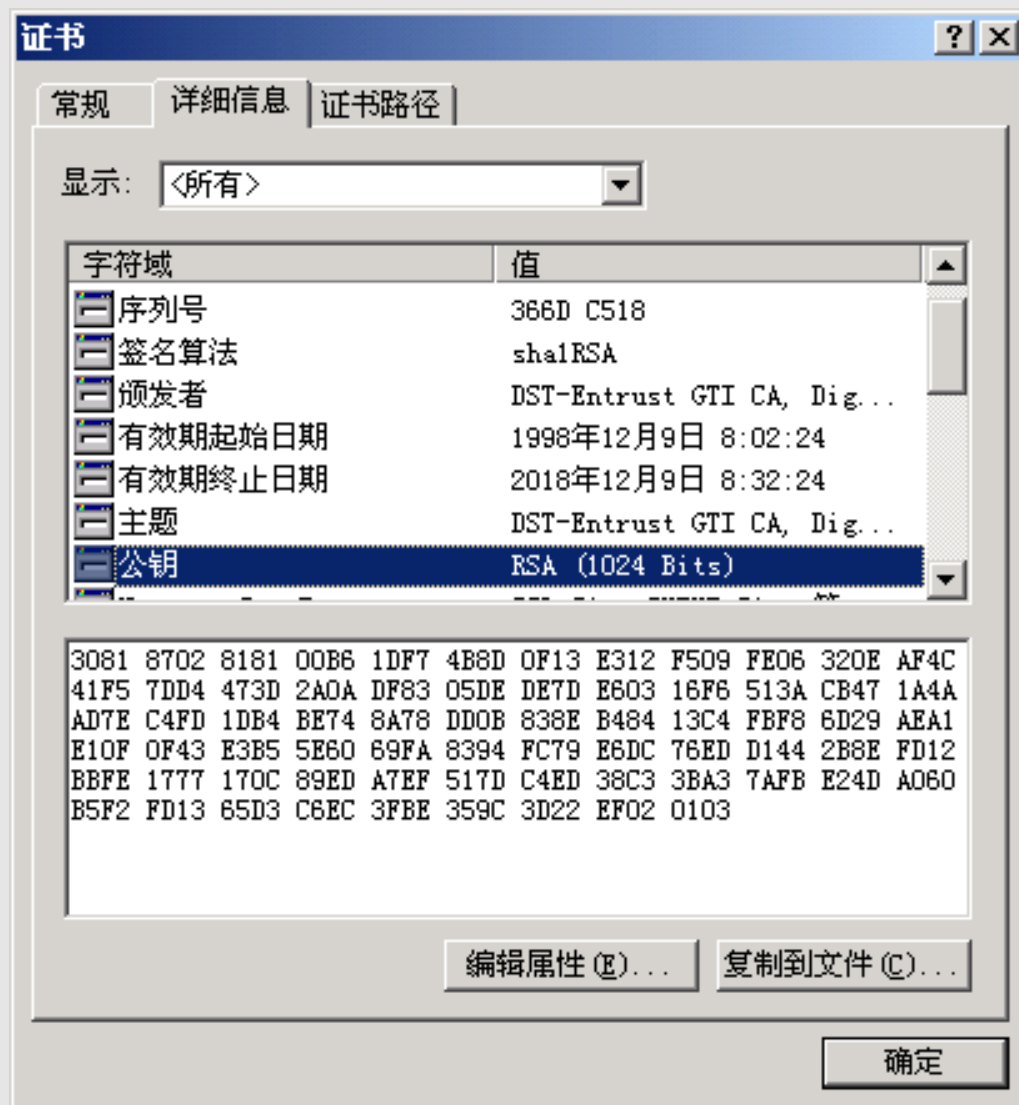 证书
常规 详细信息 证书路径
显示: <所有>
字符域 值
序列号 366D C518
签名算法 sha1RSA
颁发者 DST-Entrust GTI CA, Dig...
有效期起始日期 1998年12月9日 8:02:24
有效期终止日期 2018年12月9日 8:32:24
主题 DST-Entrust GTI CA, Dig...
公钥 RSA (1024 Bits)
3081 8702 8181 00B6 1DF7 4B8D 0F13 E312 F509 FE06 320E AF4C
41F5 7DD4 473D 2A0A DF83 05DE DE7D E603 16F6 513A CB47 1A4A
AD7E C4FD 1DB4 BE74 8A78 DD0B 838E B484 13C4 FBF8 6D29 AEA1
E10F 0F43 E3B5 5E60 69FA 8394 FC79 E6DC 76ED D144 2B8E FD12
BBFE 1777 170C 89ED A7EF 517D C4ED 38C3 3BA3 7AFB E24D A060
B5F2 FD13 65D3 C6EC 3FBE 359C 3D22 EF02 0103
编辑属性(E)... 复制到文件(C)...
确定